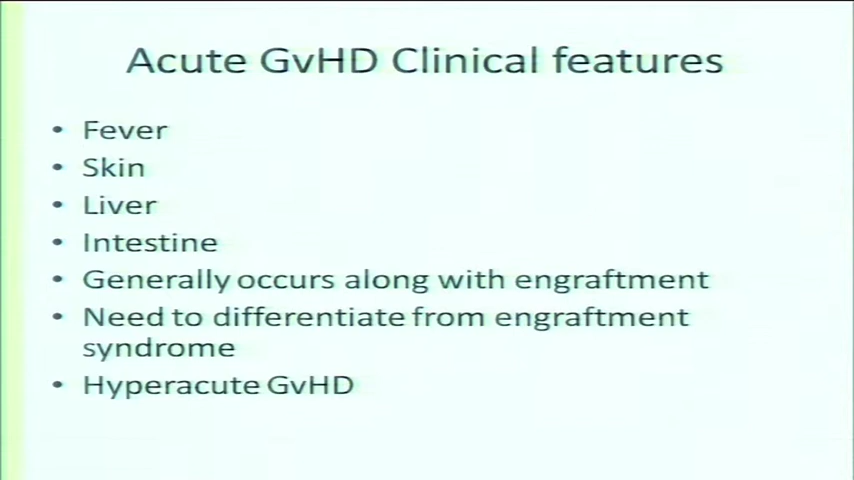 Acute GvHD Clinical features
• Fever
• Skin
• Liver
• Intestine
• Generally occurs along with engraftment
• Need to differentiate from engraftment
syndrome
• Hyperacute GvHD